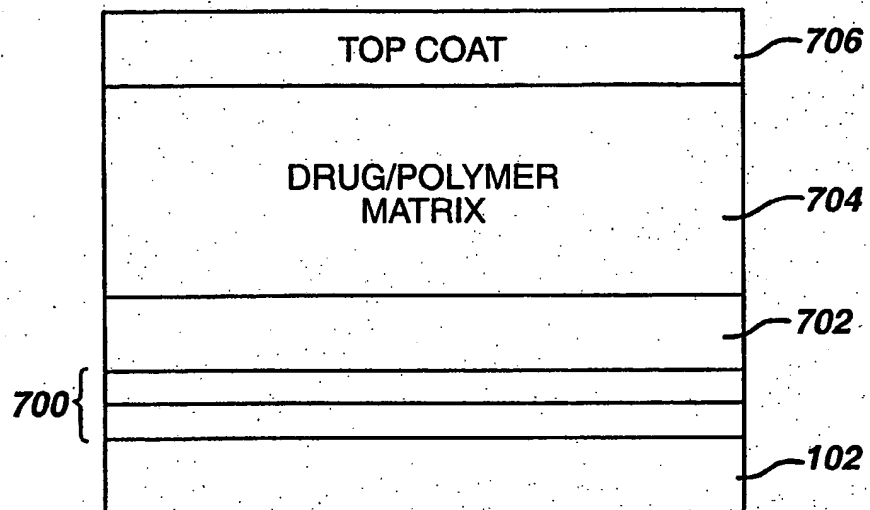 TOP COAT
706
DRUG/POLYMER
MATRIX
704
702
700
102